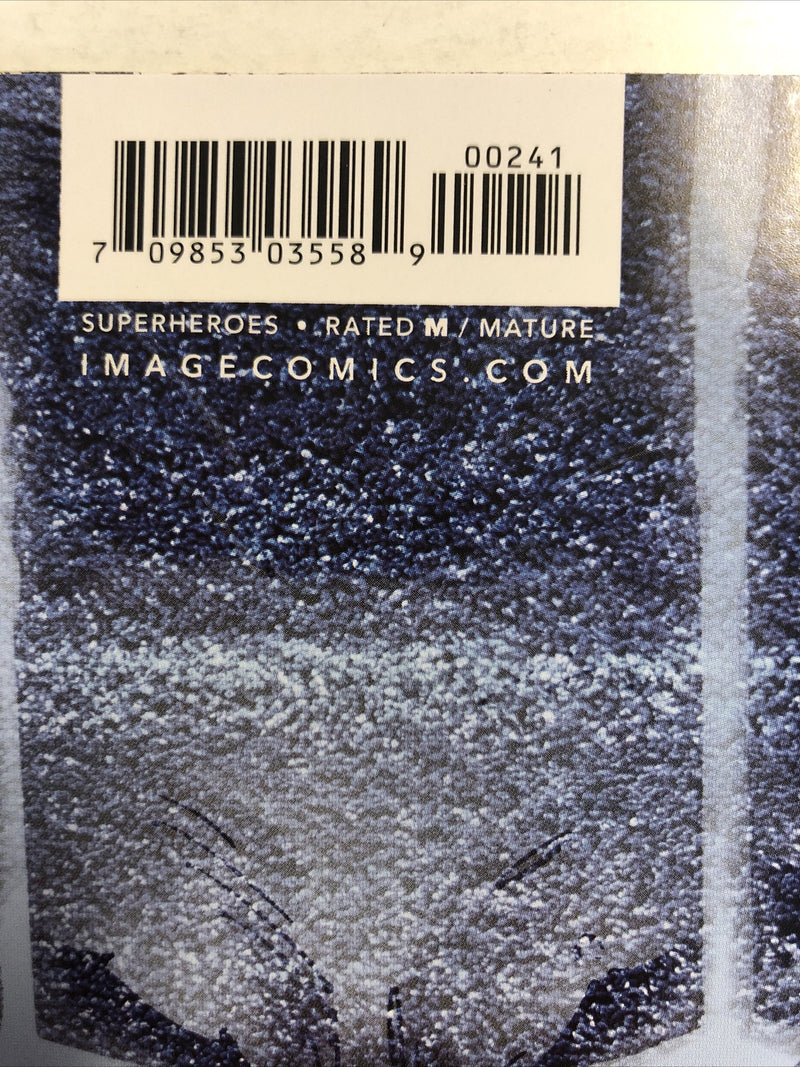 00241
7 09853 03558 9
SUPERHEROES • RATED M / MATURE
IMAGECOMICS.COM